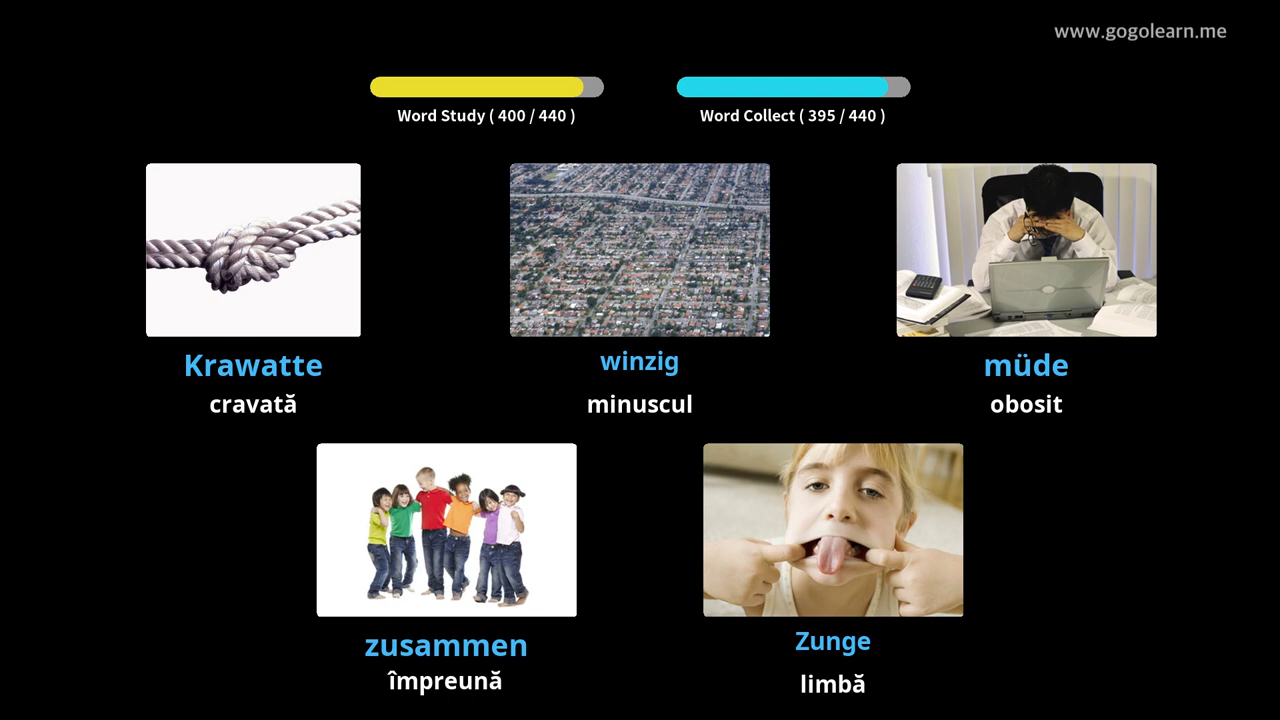 www.gogolearn.me
Word Study ( 400 / 440 )
Word Collect ( 395 / 440 )
Krawatte
cravată
winzig
minuscul
müde
obosit
zusammen
împreună
Zunge
limbă